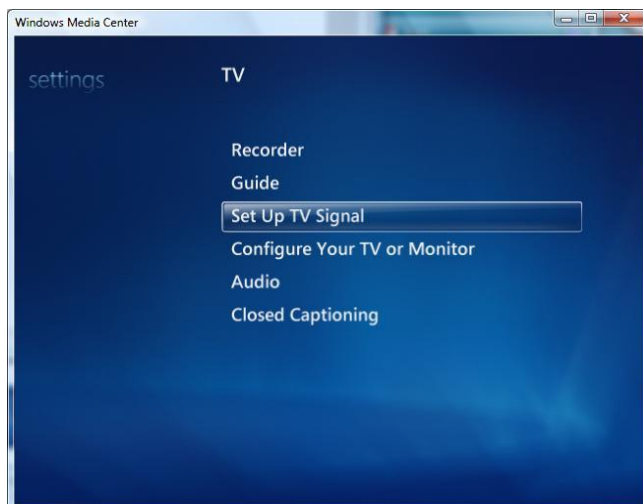 Windows Media Center
settings
TV
Recorder
Guide
Set Up TV Signal
Configure Your TV or Monitor
Audio
Closed Captioning